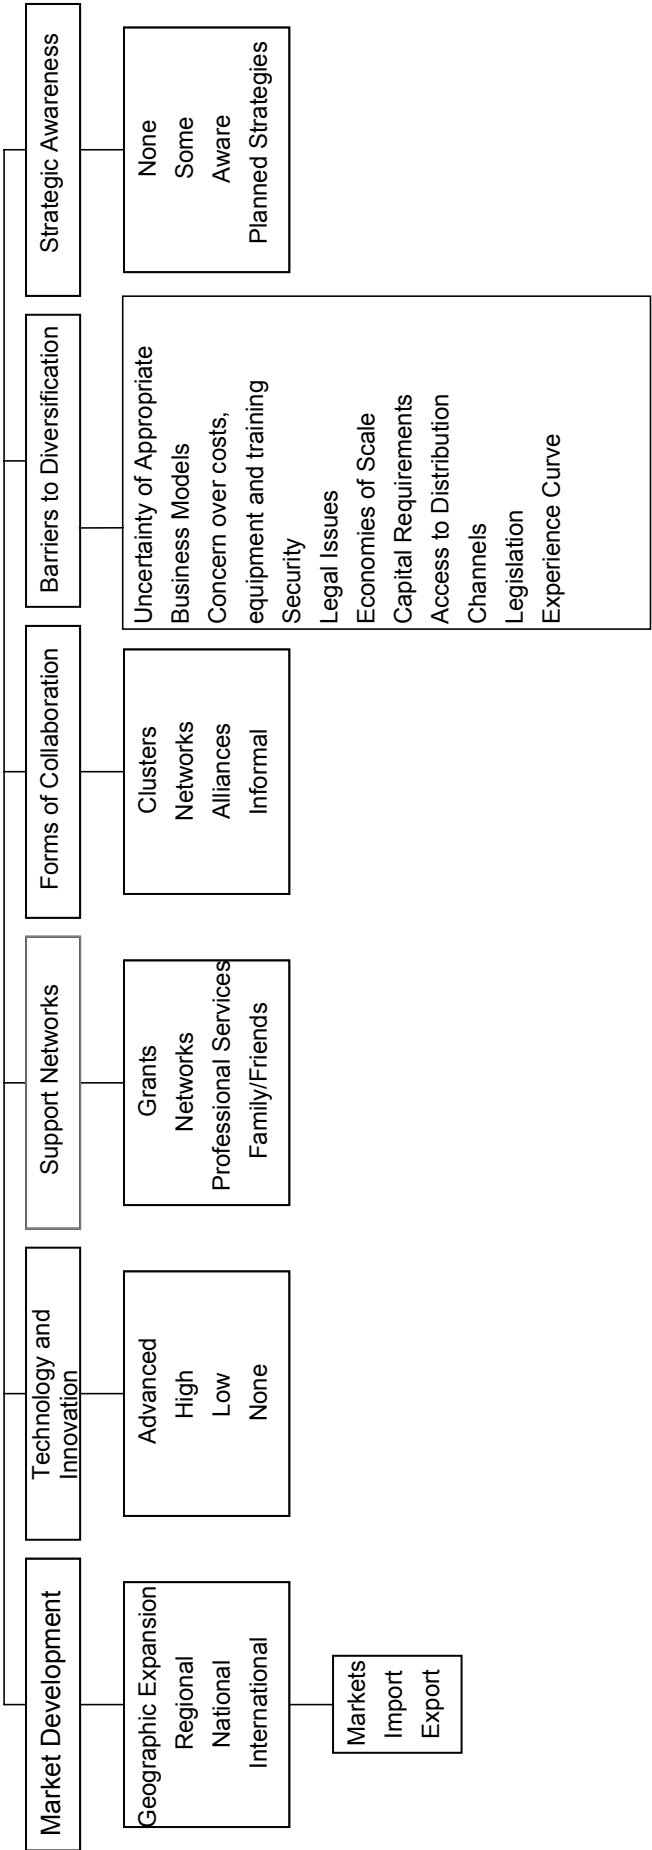 Market Development
Geographic Expansion
Regional
National
International
Markets
Import
Export
Technology and
Innovation
Advanced
High
Low
None
Support Networks
Grants
Networks
Professional Services
Family/Friends
Forms of Collaboration
Clusters
Networks
Alliances
Informal
Barriers to Diversification
Uncertainty of Appropriate
Business Models
Concern over costs,
equipment and training
Security
Legal Issues
Economies of Scale
Capital Requirements
Access to Distribution
Channels
Legislation
Experience Curve
Strategic Awareness
None
Some
Aware
Planned Strategies